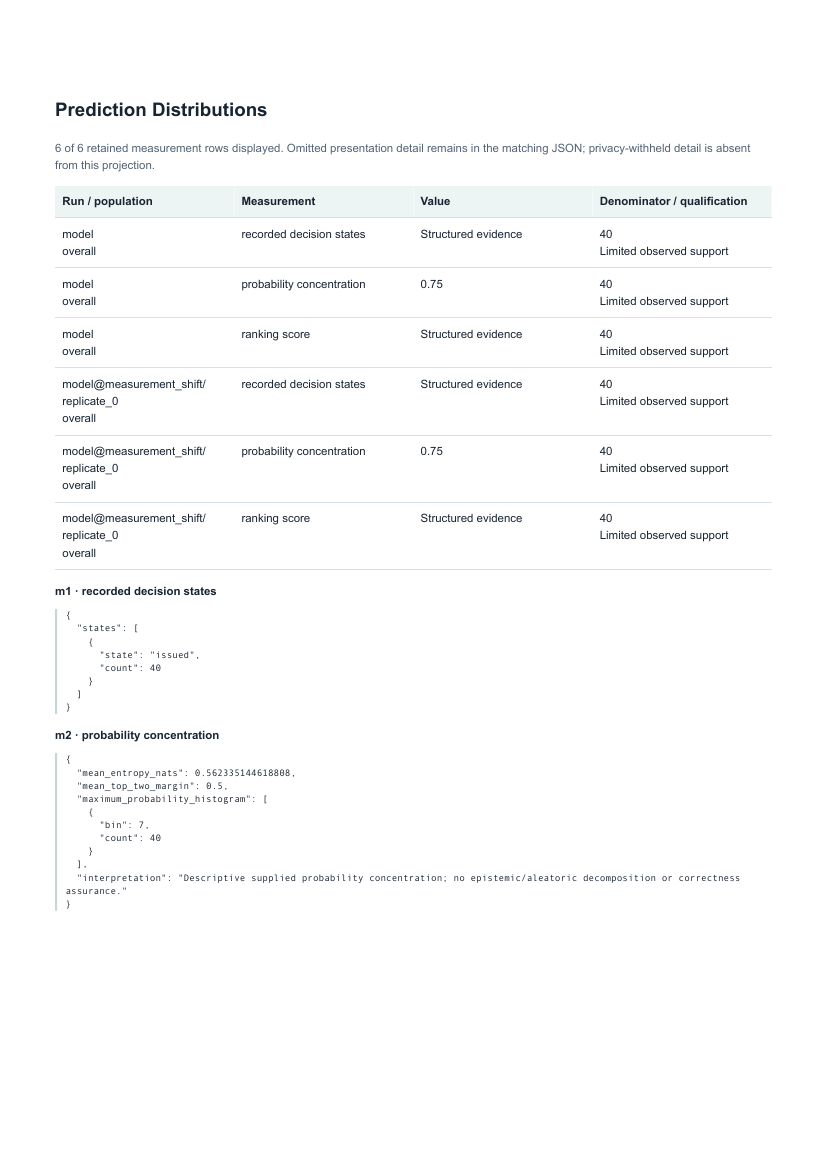 Prediction Distributions
6 of 6 retained measurement rows displayed. Omitted presentation detail remains in the matching JSON; privacy-withheld detail is absent
from this projection.
Run / population Measurement Value Denominator / qualification
model recorded decision states Structured evidence 40
overall Limited observed support
model probability concentration 0.75 40
overall Limited observed support
model ranking score Structured evidence 40
overall Limited observed support
model@measurement_shift/ recorded decision states Structured evidence 40
replicate_0 Limited observed support
overall
model@measurement_shift/ probability concentration 0.75 40
replicate_0 Limited observed support
overall
model@measurement_shift/ ranking score Structured evidence 40
replicate_0 Limited observed support
overall
m1 · recorded decision states
{
  "states": [
    {
      "state": "issued",
      "count": 40
    }
  ]
}
m2 · probability concentration
{
  "mean_entropy_nats": 0.562335144618808,
  "mean_top_two_margin": 0.5,
  "maximum_probability_histogram": [
    {
      "bin": 7,
      "count": 40
    }
  ],
  "interpretation": "Descriptive supplied probability concentration; no epistemic/aleatoric decomposition or correctness
assurance."
}